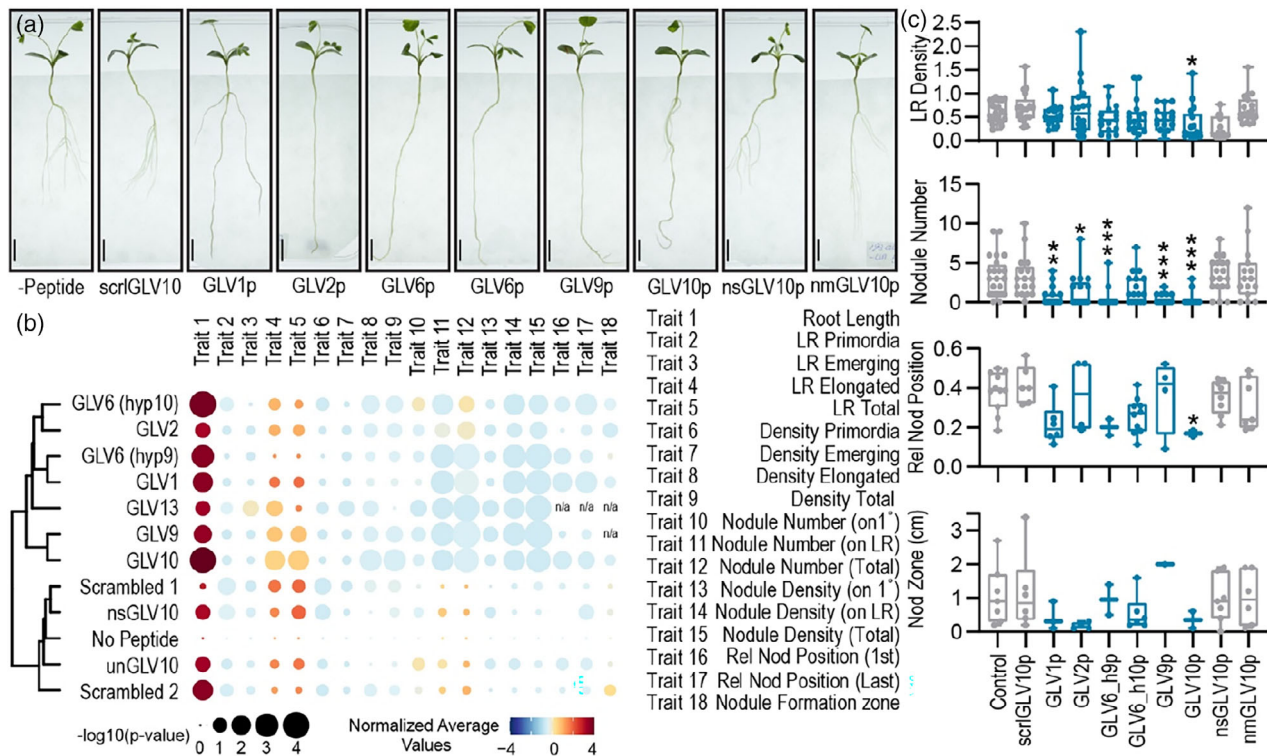 (a)
-Peptide scrlGLV10 GLV1p GLV2p GLV6p GLV6p GLV9p GLV10p nsGLV10p nmGLV10p
(b)
Trait 1 Trait 2 Trait 3 Trait 4 Trait 5 Trait 6 Trait 7 Trait 8 Trait 9 Trait 10 Trait 11 Trait 12 Trait 13 Trait 14 Trait 15 Trait 16 Trait 17 Trait 18
GLV6 (hyp10)
GLV2
GLV6 (hyp9)
GLV1
GLV13 n/a n/a n/a
GLV9 n/a
GLV10
Scrambled 1
nsGLV10
No Peptide
unGLV10
Scrambled 2
-log10(p-value) 0 1 2 3 4
Normalized Average
Values −4 0 4
Trait 1 Root Length
Trait 2 LR Primordia
Trait 3 LR Emerging
Trait 4 LR Elongated
Trait 5 LR Total
Trait 6 Density Primordia
Trait 7 Density Emerging
Trait 8 Density Elongated
Trait 9 Density Total
Trait 10 Nodule Number (on1°)
Trait 11 Nodule Number (on LR)
Trait 12 Nodule Number (Total)
Trait 13 Nodule Density (on 1°)
Trait 14 Nodule Density (on LR)
Trait 15 Nodule Density (Total)
Trait 16 Rel Nod Position (1st)
Trait 17 Rel Nod Position (Last)
Trait 18 Nodule Formation zone
(c)
LR Density
2.5
2.0
1.5
1.0
0.5
0.0
*
Nodule Number
15
10
5
0
** * *** *** ***
Rel Nod Position
0.6
0.4
0.2
0.0
*
Nod Zone (cm)
3
2
1
0
Control scrlGLV10p GLV1p GLV2p GLV6_h9p GLV6_h10p GLV9p GLV10p nsGLV10p nmGLV10p